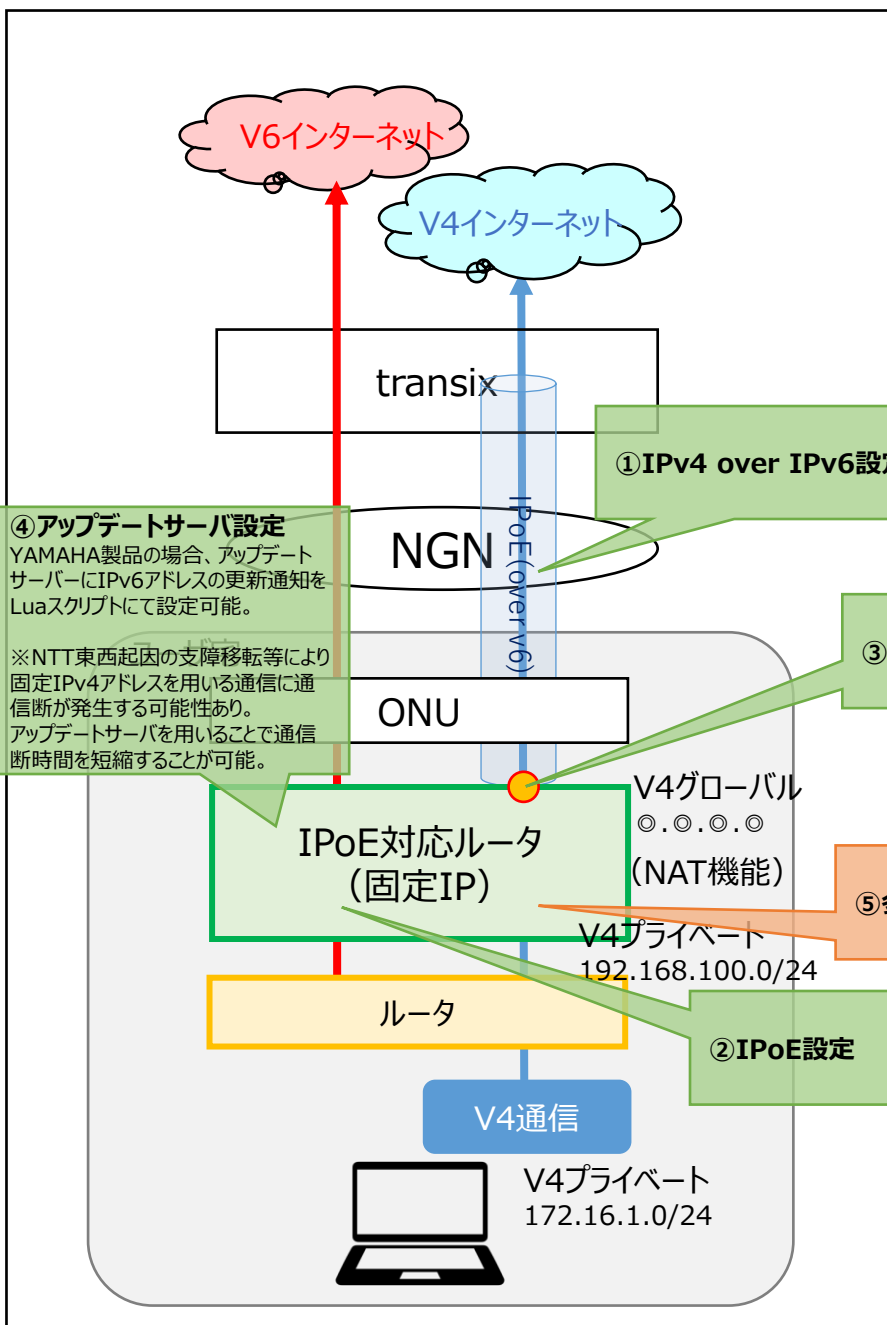 V6インターネット
V4インターネット
transix
①IPv4 over IPv6設
④アップデートサーバ設定
YAMAHA製品の場合、アップデート
サーバーにIPv6アドレスの更新通知を
Luaスクリプトにて設定可能。
※NTT東西起因の支障移転等により
固定IPv4アドレスを用いる通信に通
信断が発生する可能性あり。
アップデートサーバを用いることで通信
断時間を短縮することが可能。
NGN
IPoE(over v6)
③
ONU
V4グローバル
◎.◎.◎.◎
(NAT機能)
IPoE対応ルータ
(固定IP)
⑤
V4プライベート
192.168.100.0/24
ルータ
②IPoE設定
V4通信
V4プライベート
172.16.1.0/24